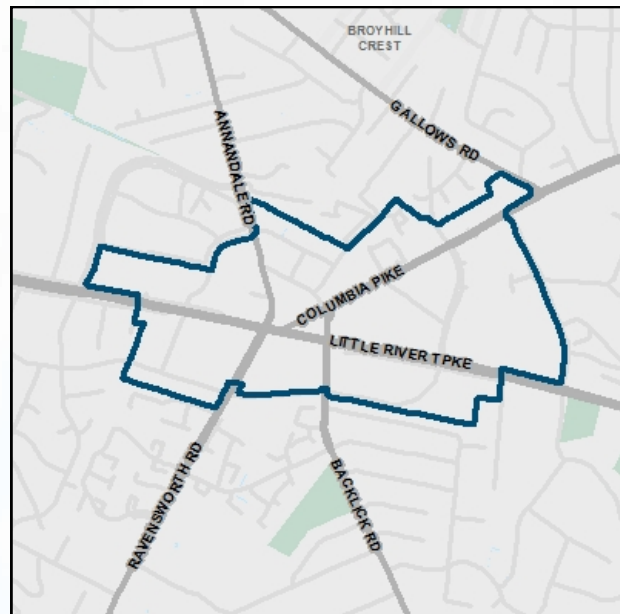 BROYHILL
CREST
GALLOWS RD
ANNANDALE RD
COLUMBIA PIKE
LITTLE RIVER TPKE
RAVENSWORTH RD
BACKLICK RD